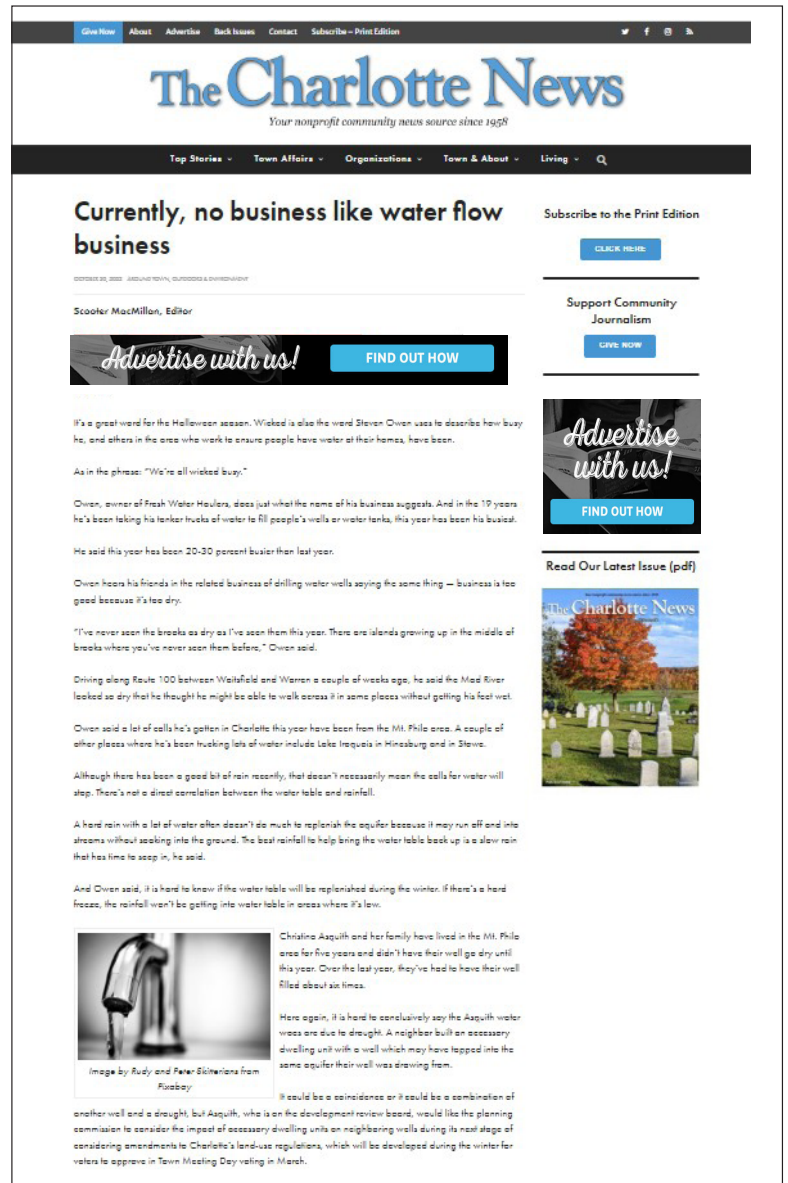 Give Now About Advertise Back Issues Contact Subscribe – Print Edition
The Charlotte News
Your nonprofit community news source since 1958
Top Stories Town Affairs Organizations Town & About Living
Currently, no business like water flow
business
OCTOBER 20, 2022 AROUND TOWN, OUTDOORS & ENVIRONMENT
Scooter MacMillan, Editor
Advertise with us! FIND OUT HOW
It's a great word for the Halloween season. Wicked is also the word Steven Owen uses to describe how busy
he, and others in the area who work to ensure people have water at their homes, have been.
As in the phrase: "We're all wicked busy."
Owen, owner of Fresh Water Haulers, does just what the name of his business suggests. And in the 19 years
he's been taking his tanker trucks of water to fill people's wells or water tanks, this year has been his busiest.
He said this year has been 20-30 percent busier than last year.
Owen hears his friends in the related business of drilling water wells saying the same thing — business is too
good because it's too dry.
"I've never seen the brooks as dry as I've seen them this year. There are islands growing up in the middle of
brooks where you've never seen them before," Owen said.
Driving along Route 100 between Waitsfield and Warren a couple of weeks ago, he said the Mad River
looked so dry that he thought he might be able to walk across it in some places without getting his feet wet.
Owen said a lot of calls he's gotten in Charlotte this year have been from the Mt. Philo area. A couple of
other places where he's been trucking lots of water include Lake Iroquois in Hinesburg and in Stowe.
Although there has been a good bit of rain recently, that doesn't necessarily mean the calls for water will
stop. There's not a direct correlation between the water table and rainfall.
A hard rain with a lot of water often doesn't do much to replenish the aquifer because it may run off and into
streams without soaking into the ground. The best rainfall to help bring the water table back up is a slow rain
that has time to seep in, he said.
And Owen said, it is hard to know if the water table will be replenished during the winter. If there's a hard
freeze, the rainfall won't be getting into water table in areas where it's low.
Christina Asquith and her family have lived in the Mt. Philo
area for five years and didn't have their well go dry until
this year. Over the last year, they've had to have their well
filled about six times.
Here again, it is hard to conclusively say the Asquith water
woes are due to drought. A neighbor built an accessory
dwelling unit with a well which may have tapped into the
same aquifer their well was drawing from.
Image by Rudy and Peter Skitterians from
Pixabay
It could be a coincidence or it could be a combination of
another well and a drought, but Asquith, who is on the development review board, would like the planning
commission to consider the impact of accessory dwelling units on neighboring wells during its next stage of
considering amendments to Charlotte's land-use regulations, which will be developed during the winter for
voters to approve in Town Meeting Day voting in March.
Subscribe to the Print Edition
CLICK HERE
Support Community
Journalism
GIVE NOW
Advertise
with us!
FIND OUT HOW
Read Our Latest Issue (pdf)
The Charlotte News